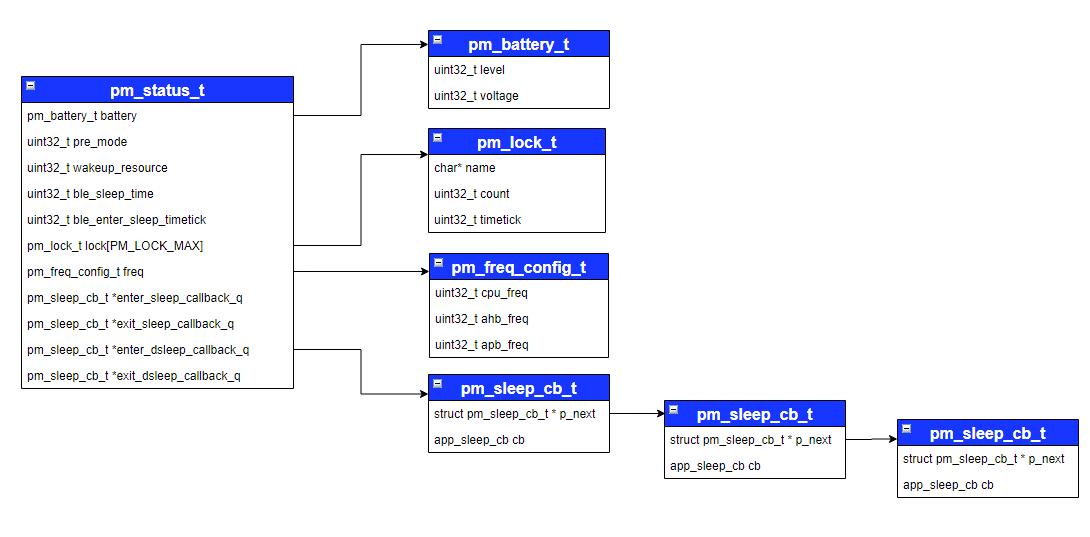 pm_status_t
pm_battery_t battery
uint32_t pre_mode
uint32_t wakeup_resource
uint32_t ble_sleep_time
uint32_t ble_enter_sleep_timetick
pm_lock_t lock[PM_LOCK_MAX]
pm_freq_config_t freq
pm_sleep_cb_t *enter_sleep_callback_q
pm_sleep_cb_t *exit_sleep_callback_q
pm_sleep_cb_t *enter_dsleep_callback_q
pm_sleep_cb_t *exit_dsleep_callback_q
pm_battery_t
uint32_t level
uint32_t voltage
pm_lock_t
char* name
uint32_t count
uint32_t timetick
pm_freq_config_t
uint32_t cpu_freq
uint32_t ahb_freq
uint32_t apb_freq
pm_sleep_cb_t
struct pm_sleep_cb_t * p_next
app_sleep_cb cb
pm_sleep_cb_t
struct pm_sleep_cb_t * p_next
app_sleep_cb cb
pm_sleep_cb_t
struct pm_sleep_cb_t * p_next
app_sleep_cb cb